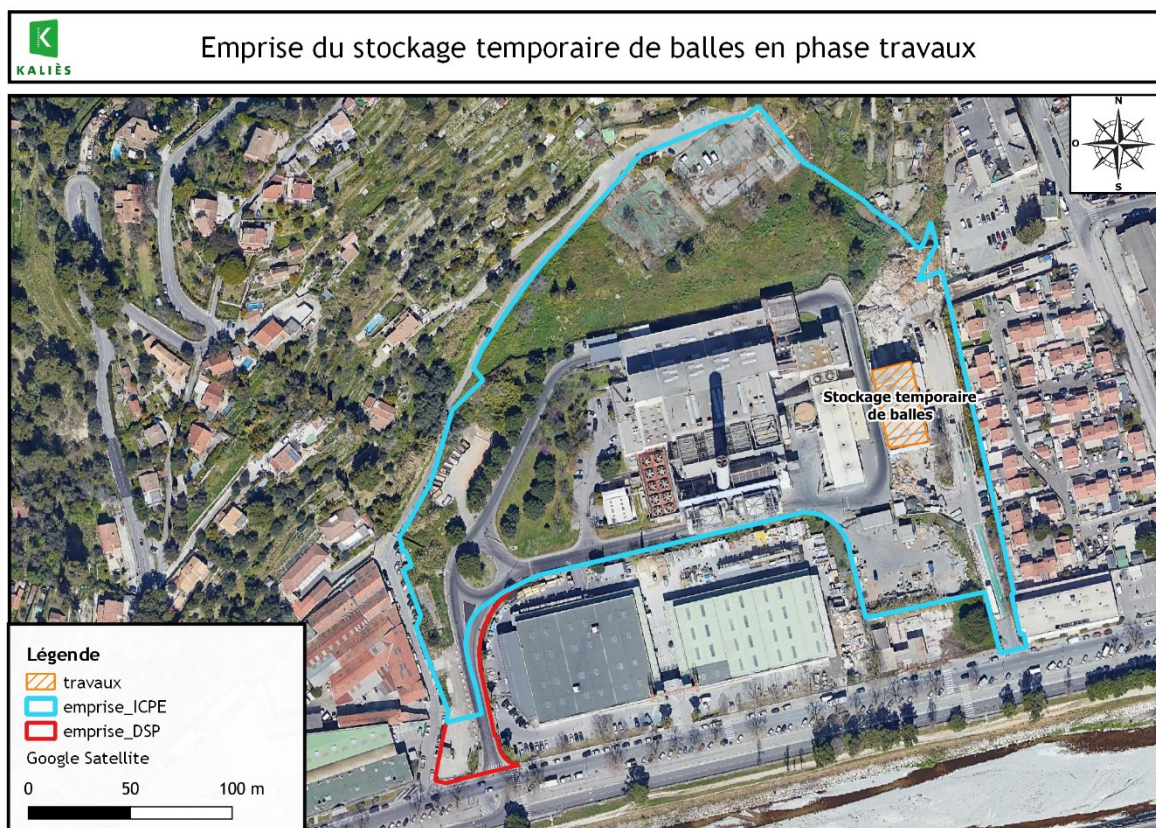 KALIÈS
Emprise du stockage temporaire de balles en phase travaux
N
O
S
Stockage temporaire
de balles
Légende
travaux
emprise_ICPE
emprise_DSP
Google Satellite
0 50 100 m